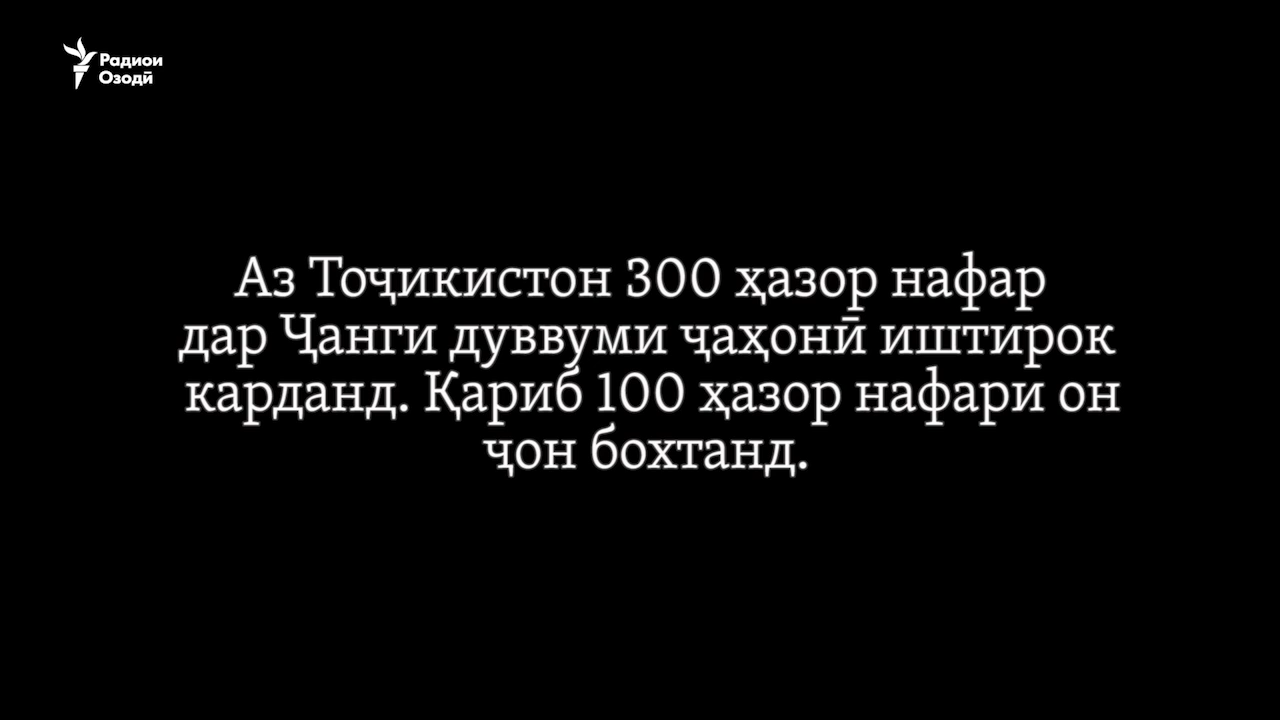 Радиои
Озодӣ
Аз Тоҷикистон 300 ҳазор нафар
дар Ҷанги дуввуми ҷаҳонӣ иштирок
карданд. Қариб 100 ҳазор нафари он
ҷон бохтанд.